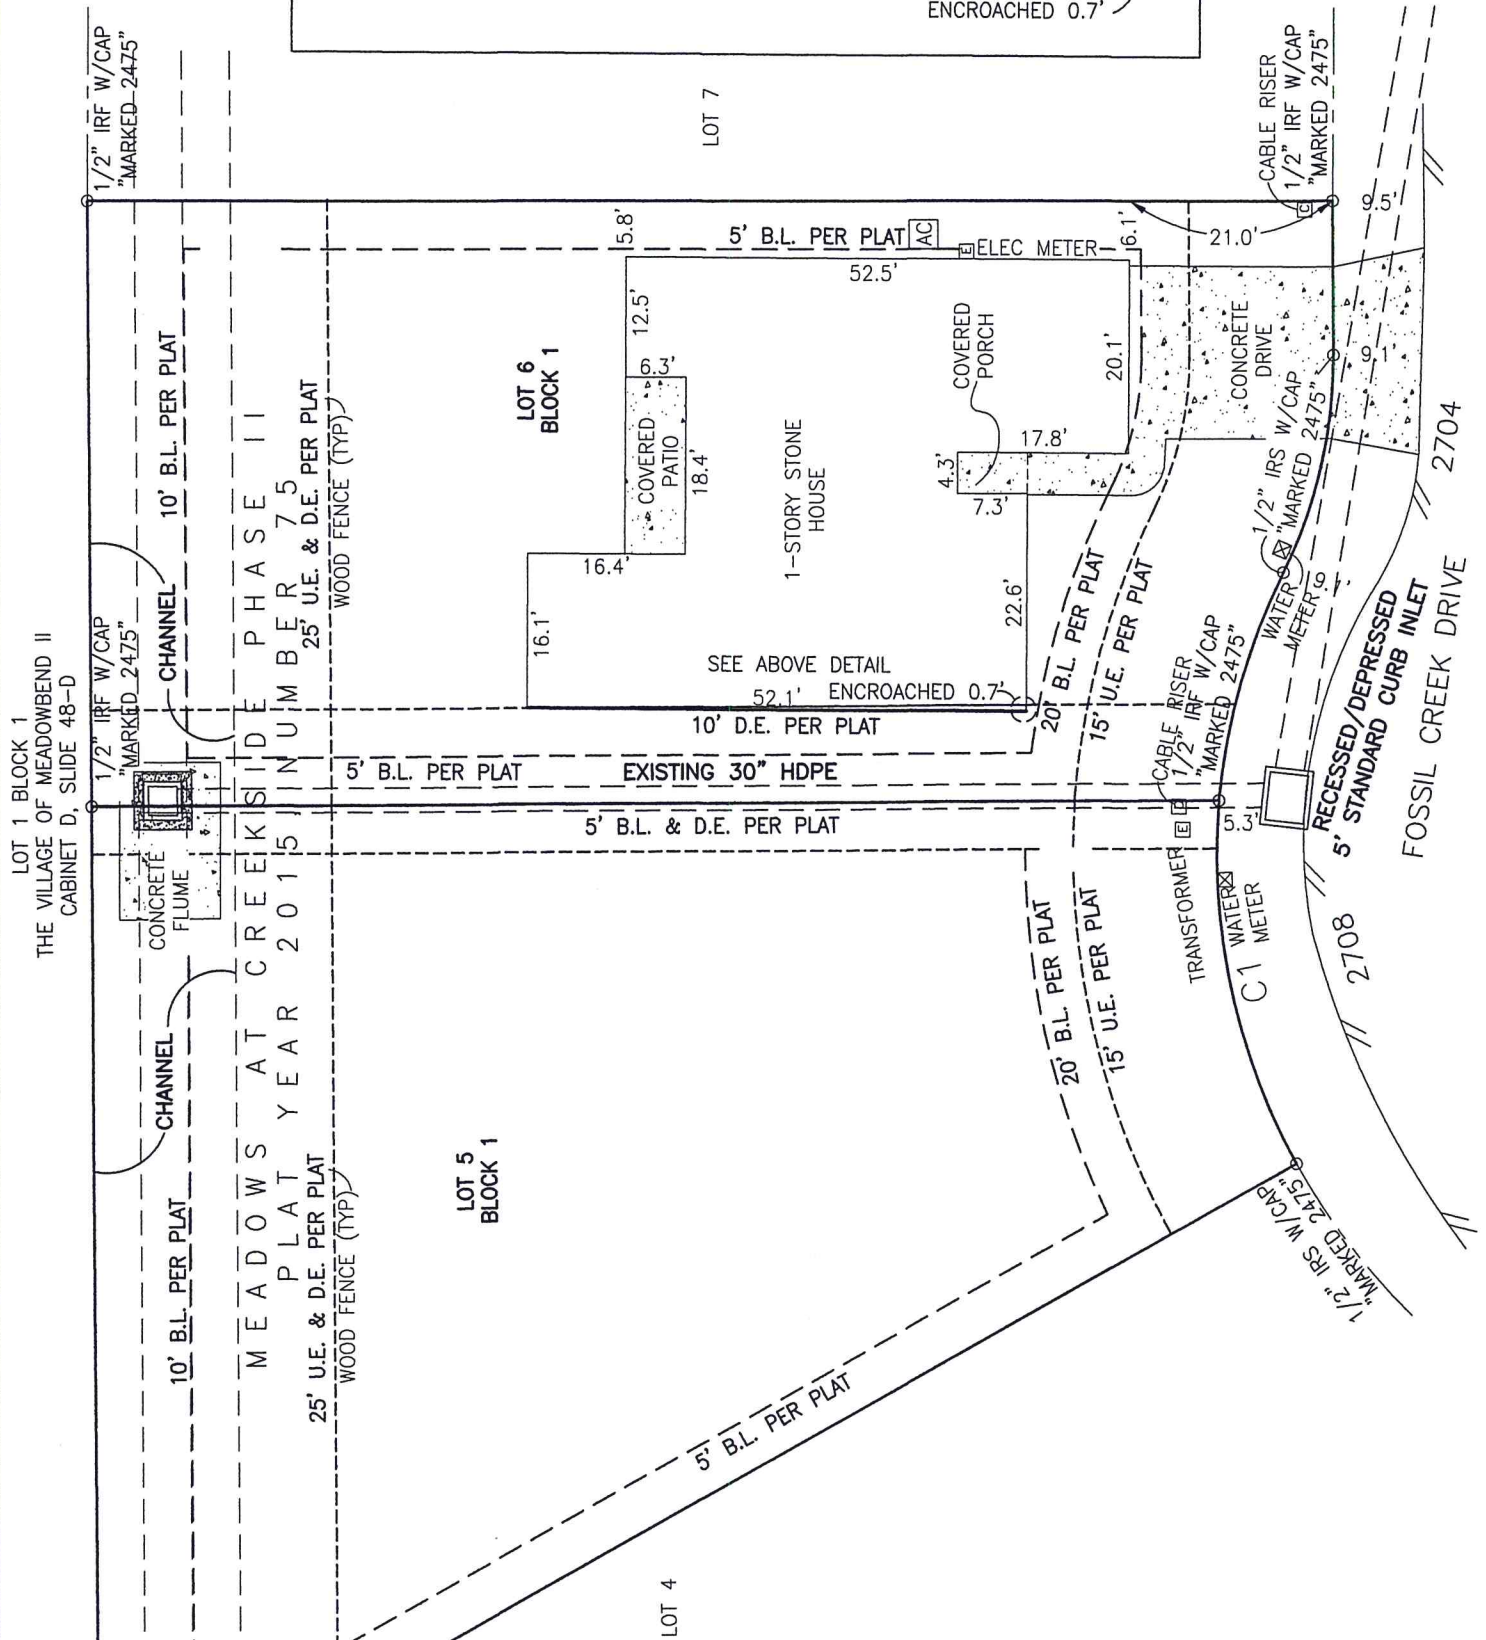 ENCROACHED 0.7'
LOT 7
1/2" IRF W/CAP
"MARKED 2475"
CABLE RISER
1/2" IRF W/CAP
"MARKED 2475"
C
9.5'
21.0'
6.1'
5.8'
5' B.L. PER PLAT
AC
E
ELEC METER
52.5'
12.5'
6.3'
COVERED
PATIO
18.4'
16.4'
16.1'
COVERED
PORCH
20.1'
17.8'
4.3'
7.3'
22.6'
CONCRETE
DRIVE
9.1'
10' B.L. PER PLAT
LOT 6
BLOCK 1
25' U.E. & D.E. PER PLAT
WOOD FENCE (TYP)
1-STORY STONE
HOUSE
1/2" IRS W/CAP
"MARKED 2475"
2704
WATER
METER
9.1'
20' B.L. PER PLAT
15' U.E. PER PLAT
CHANNEL
LOT 1 BLOCK 1
THE VILLAGE OF MEADOWBEND II
CABINET D, SLIDE 48-D
1/2" IRF W/CAP
"MARKED 2475"
SEE ABOVE DETAIL
52.1'
ENCROACHED 0.7'
10' D.E. PER PLAT
5' B.L. PER PLAT
EXISTING 30" HDPE
5' B.L. & D.E. PER PLAT
CABLE RISER
1/2" IRF W/CAP
"MARKED 2475"
E
5.3'
RECESSED/DEPRESSED
5' STANDARD CURB INLET
FOSSIL CREEK DRIVE
TRANSFORMER
WATER
METER
C1
2708
CONCRETE
FLUME
MEADOWS AT CREEKSIDE PHASE II
PLAT YEAR 2015, NUMBER 75
CHANNEL
10' B.L. PER PLAT
25' U.E. & D.E. PER PLAT
WOOD FENCE (TYP)
LOT 5
BLOCK 1
20' B.L. PER PLAT
15' U.E. PER PLAT
1/2" IRS W/CAP
"MARKED 2475"
5' B.L. PER PLAT
LOT 4